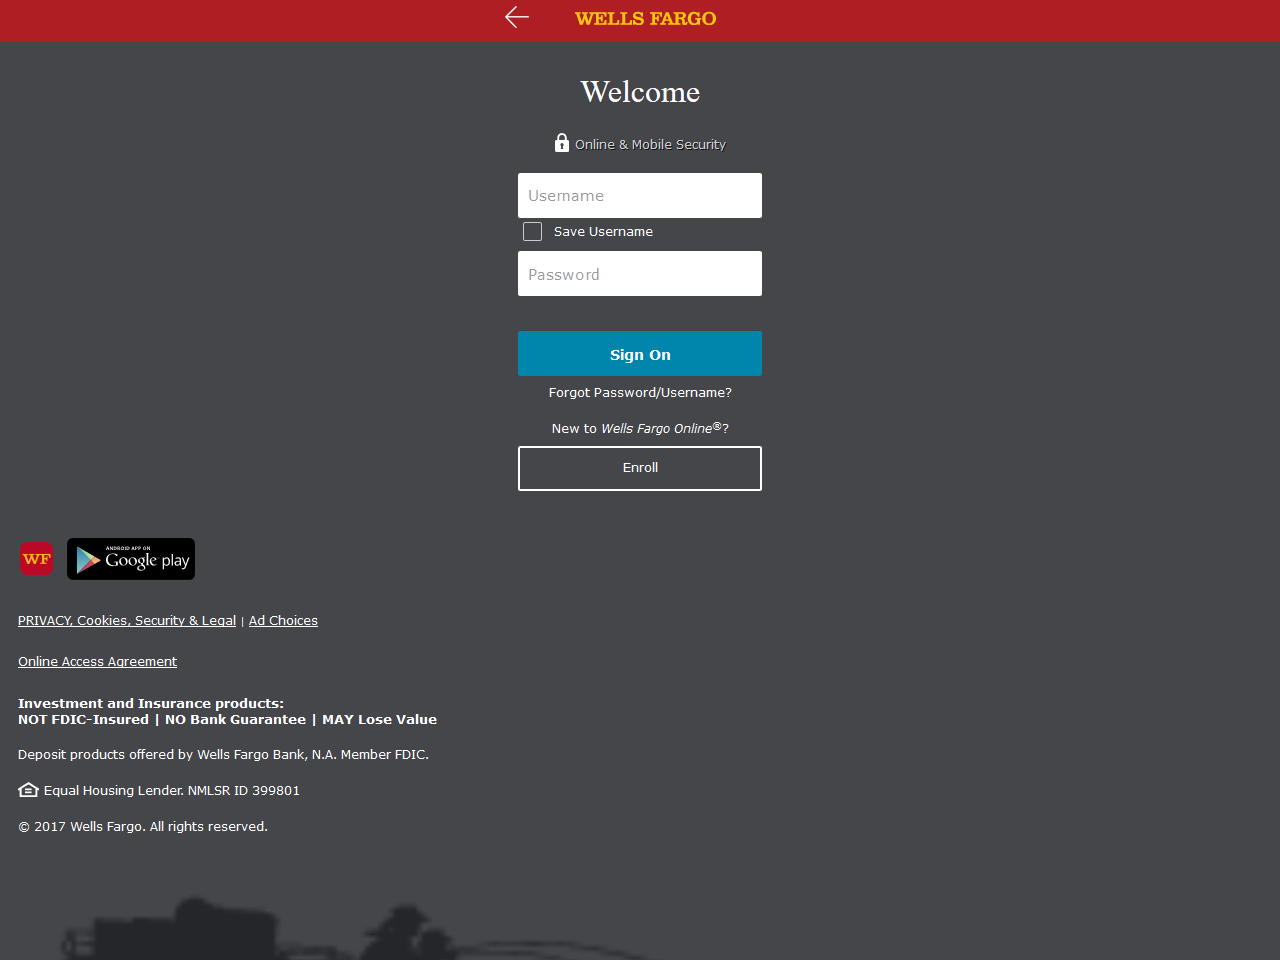 WELLS FARGO
Welcome
Online & Mobile Security
Username
Save Username
Password
Sign On
Forgot Password/Username?
New to Wells Fargo Online®?
Enroll
WF
ANDROID APP ON
Google play
PRIVACY, Cookies, Security & Legal | Ad Choices
Online Access Agreement
Investment and Insurance products:
NOT FDIC-Insured | NO Bank Guarantee | MAY Lose Value
Deposit products offered by Wells Fargo Bank, N.A. Member FDIC.
Equal Housing Lender. NMLSR ID 399801
© 2017 Wells Fargo. All rights reserved.